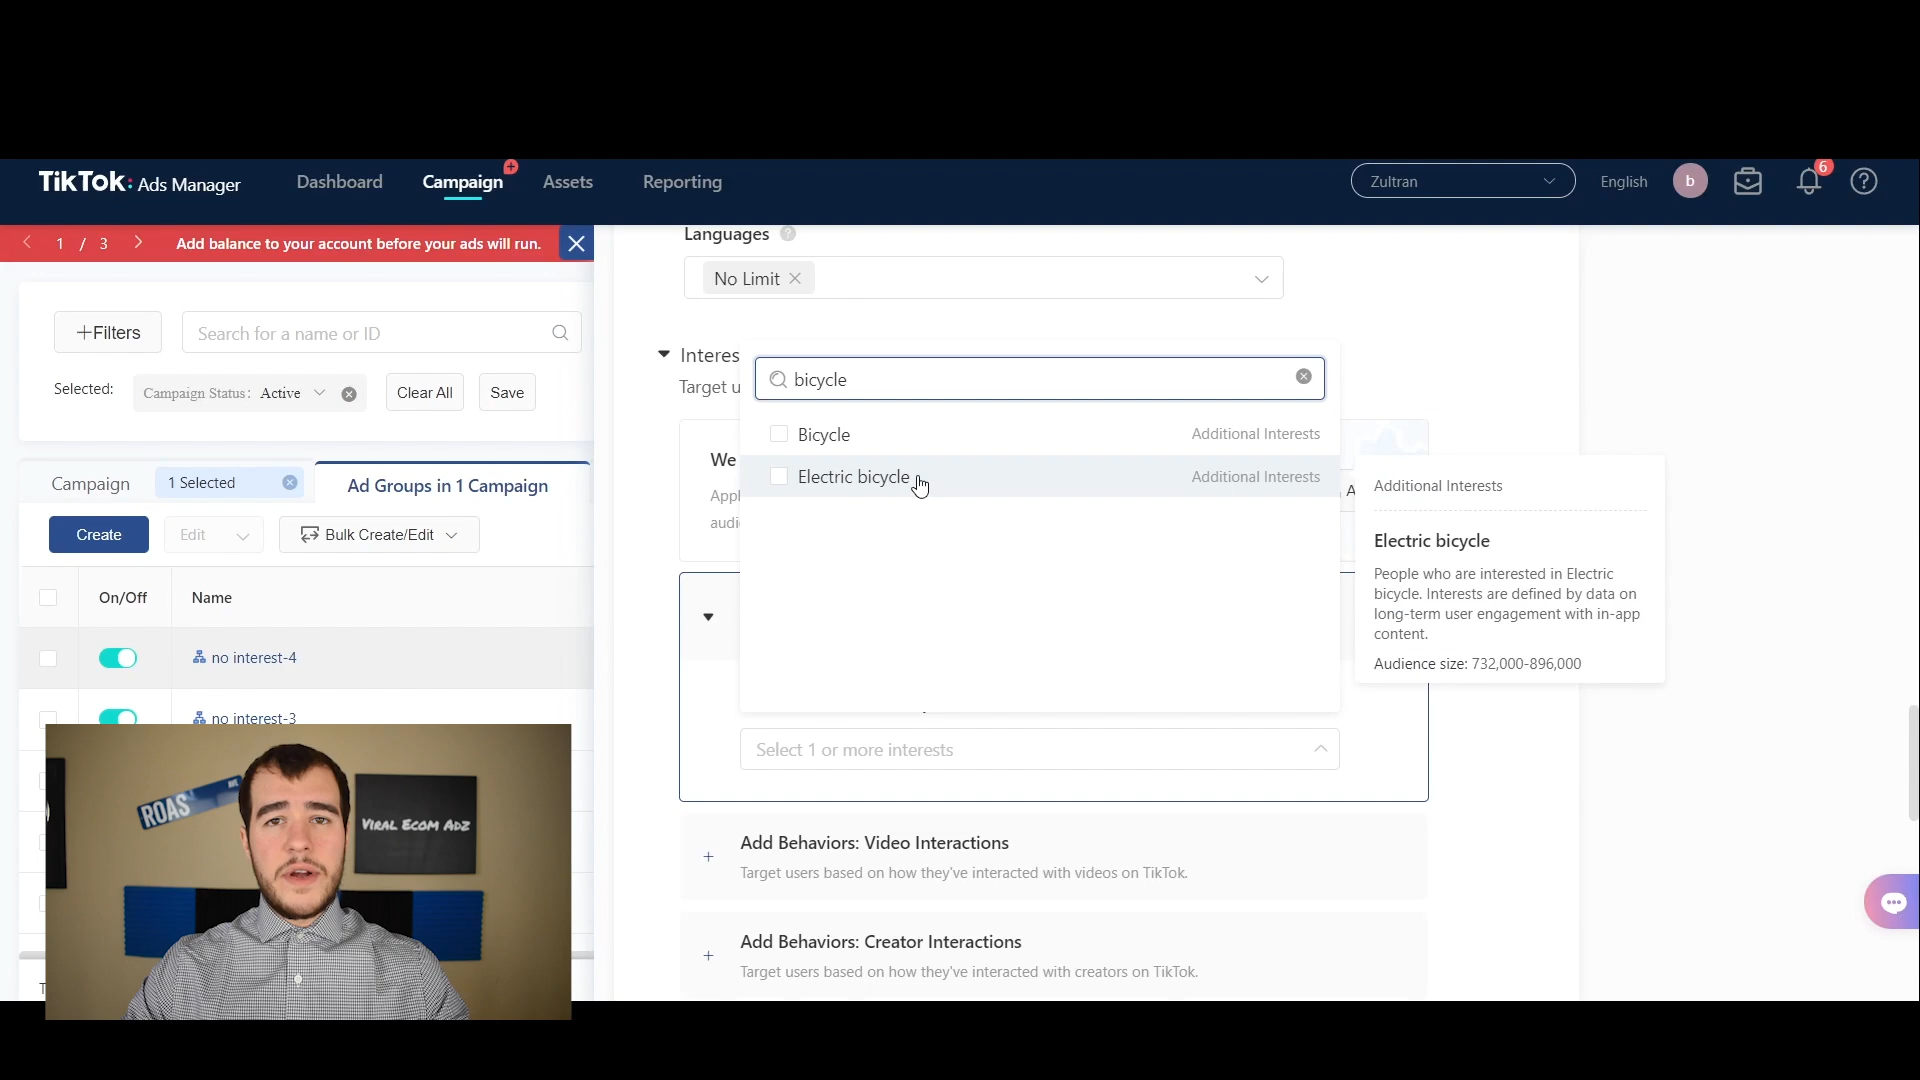 TikTok: Ads Manager
Dashboard
Campaign
Assets
Reporting
Zultran
English
b
6
1 / 3
Add balance to your account before your ads will run.
Languages
No Limit
+Filters
Search for a name or ID
Selected:
Campaign Status: Active
Clear All
Save
Interes
Target u
bicycle
Bicycle
Additional Interests
Electric bicycle
Additional Interests
We
Appl
audie
A
Additional Interests
Electric bicycle
People who are interested in Electric
bicycle. Interests are defined by data on
long-term user engagement with in-app
content.
Audience size: 732,000-896,000
Campaign
1 Selected
Ad Groups in 1 Campaign
Create
Edit
Bulk Create/Edit
On/Off
Name
no interest-4
no interest-3
Select 1 or more interests
Add Behaviors: Video Interactions
Target users based on how they've interacted with videos on TikTok.
Add Behaviors: Creator Interactions
Target users based on how they've interacted with creators on TikTok.
ROAS AVE
VIRAL ECOM ADZ
T